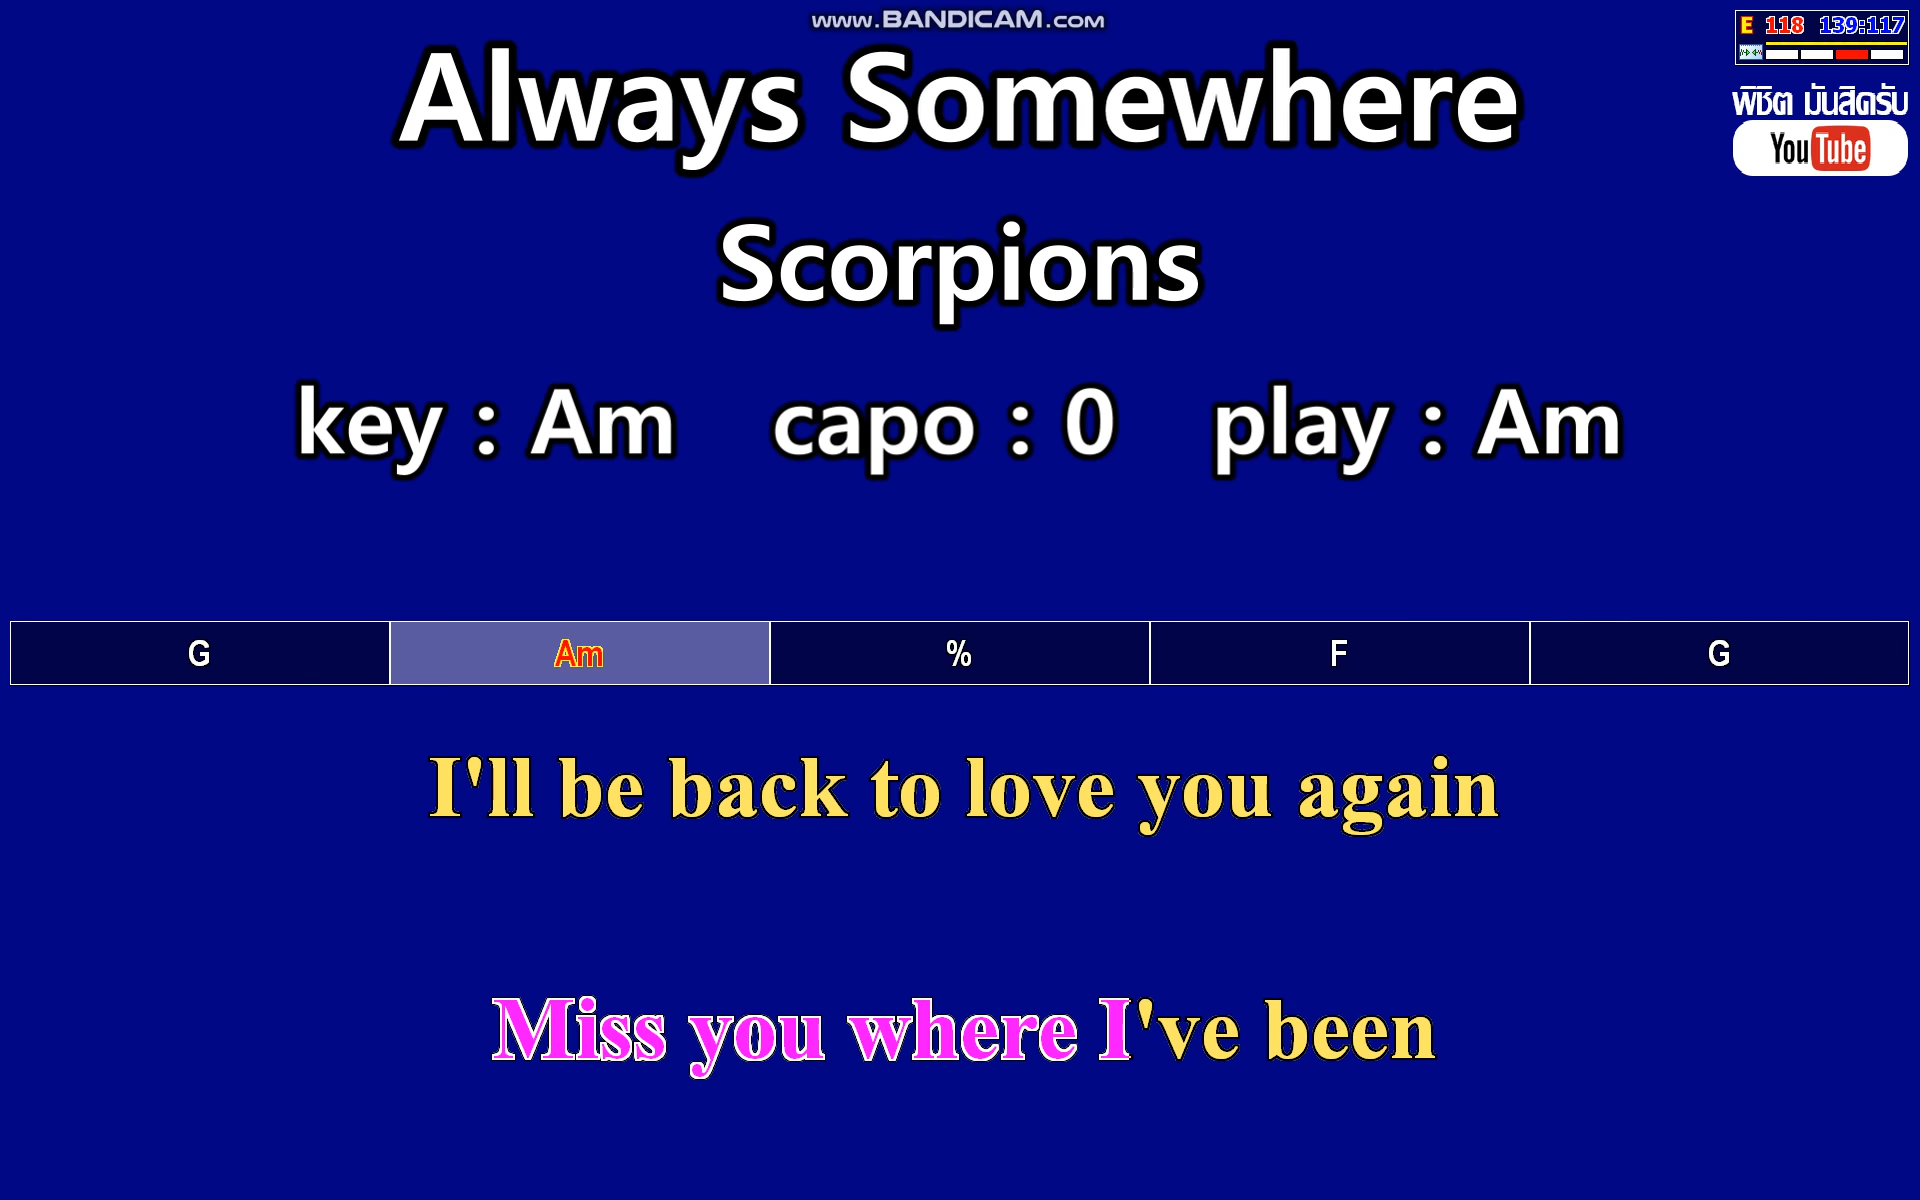 www.BANDICAM.com
E 118 139:117
Always Somewhere
พิชิต มันสิครับ
YouTube
Scorpions
key : Am capo : 0 play : Am
G Am % F G
I'll be back to love you again
Miss you where I've been